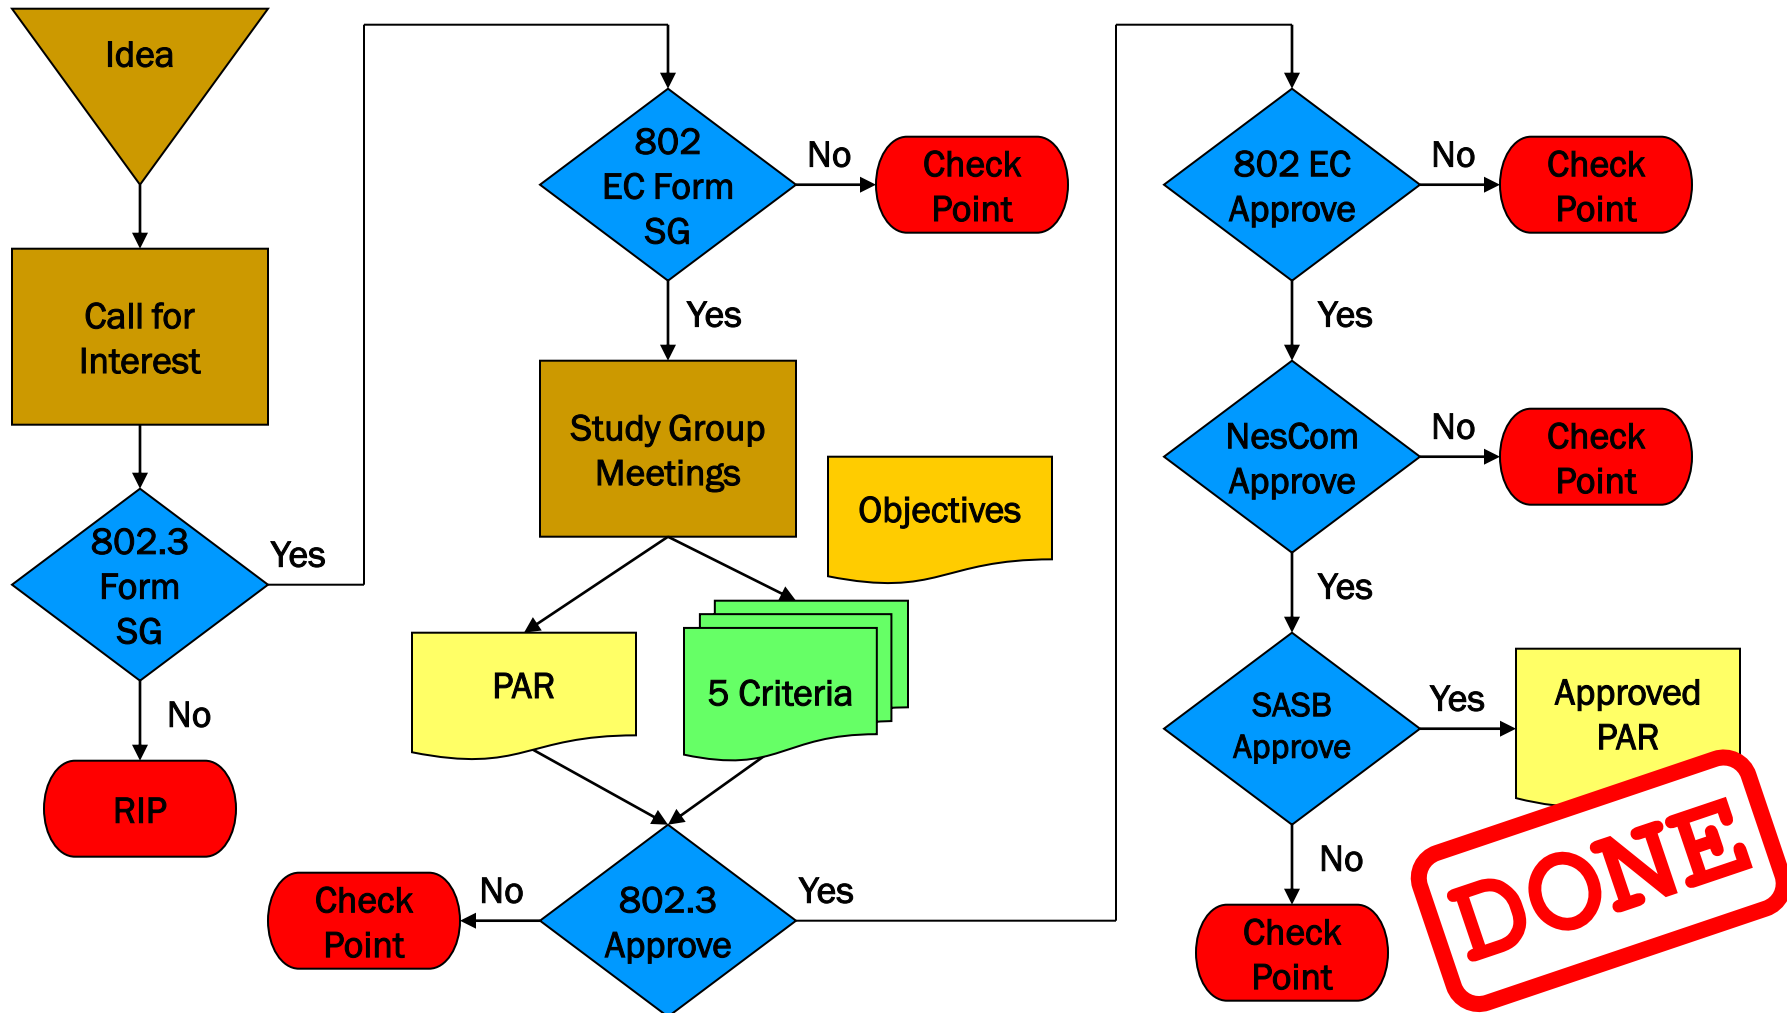 Idea
Call for
Interest
802.3
Form
SG
Yes
No
RIP
802
EC Form
SG
No
Check
Point
Yes
Study Group
Meetings
Objectives
PAR
5 Criteria
802.3
Approve
No
Check
Point
Yes
802 EC
Approve
No
Check
Point
Yes
NesCom
Approve
No
Check
Point
Yes
SASB
Approve
Yes
Approved
PAR
No
Check
Point
DONE